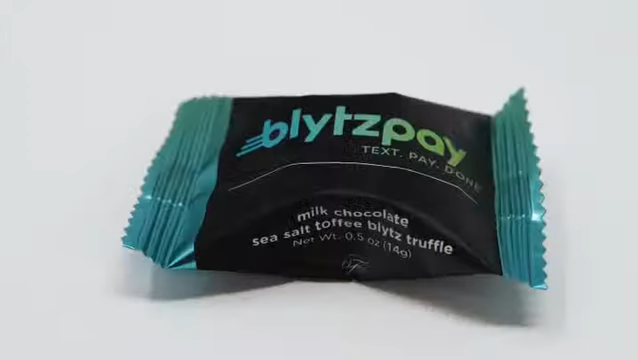 blytzpay
TEXT. PAY. DONE
milk chocolate
sea salt toffee blytz truffle
Net Wt. 0.5 oz (14g)